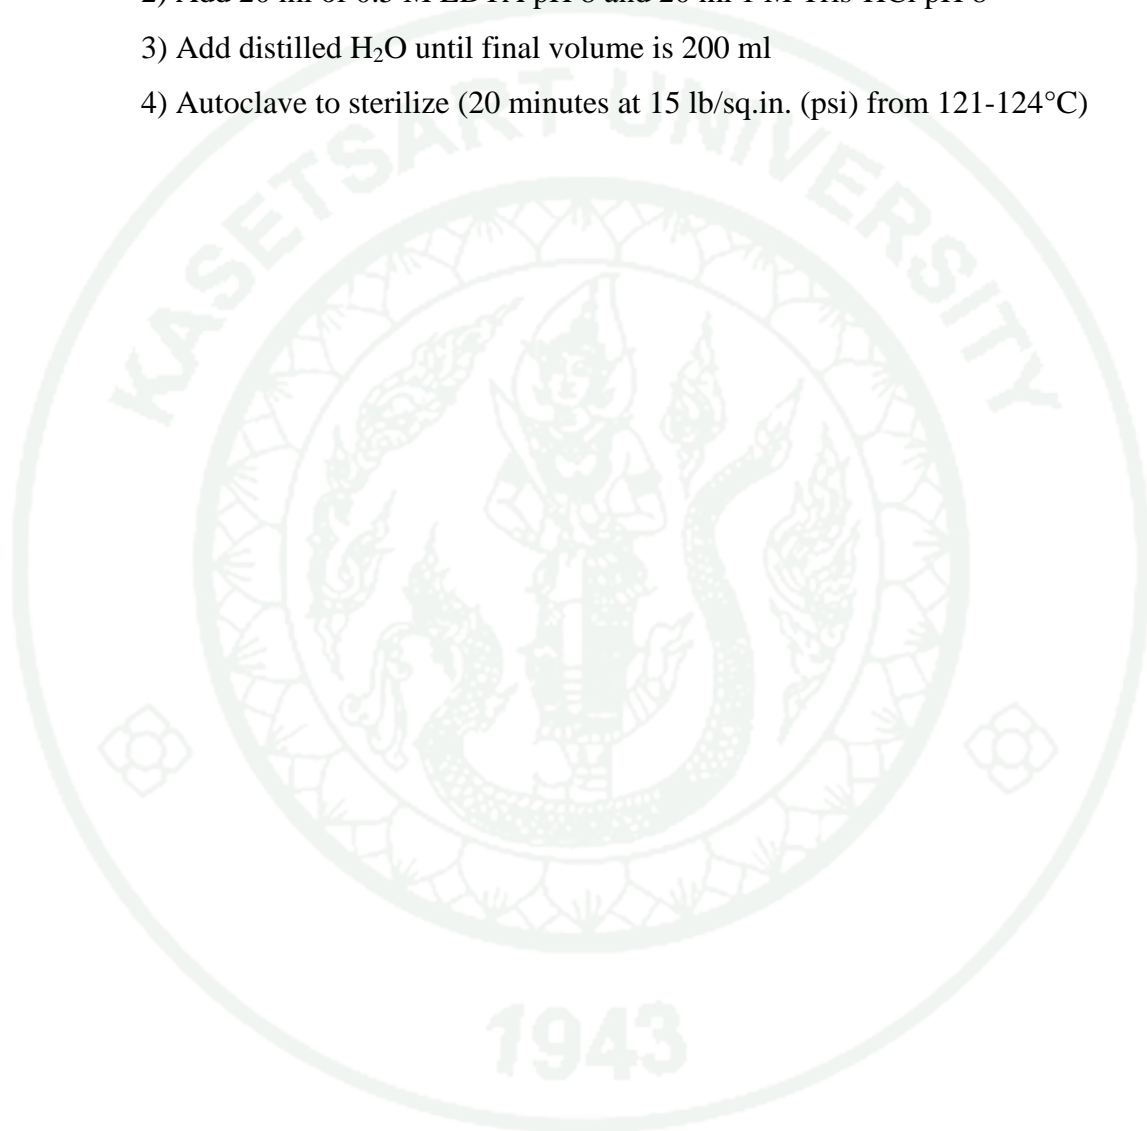 3) Add distilled H₂O until final volume is 200 ml
4) Autoclave to sterilize (20 minutes at 15 lb/sq.in. (psi) from 121-124°C)
KASETSART UNIVERSITY
1943